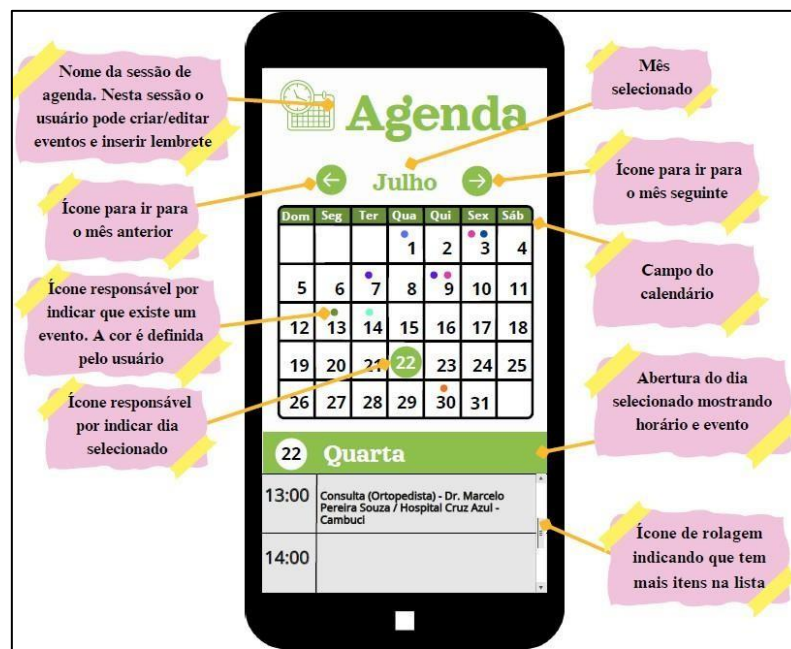 Nome da sessão de
agenda. Nesta sessão o
usuário pode criar/editar
eventos e inserir lembrete
Ícone para ir para
o mês anterior
Ícone responsável por
indicar que existe um
evento. A cor é definida
pelo usuário
Ícone responsável
por indicar dia
selecionado
Agenda
Julho
Dom Seg Ter Qua Qui Sex Sáb
1 2 3 4
5 6 7 8 9 10 11
12 13 14 15 16 17 18
19 20 21 22 23 24 25
26 27 28 29 30 31
22 Quarta
13:00 Consulta (Ortopedista) - Dr. Marcelo
Pereira Souza / Hospital Cruz Azul -
Cambuci
14:00
Mês
selecionado
Ícone para ir para
o mês seguinte
Campo do
calendário
Abertura do dia
selecionado mostrando
horário e evento
Ícone de rolagem
indicando que tem
mais itens na lista